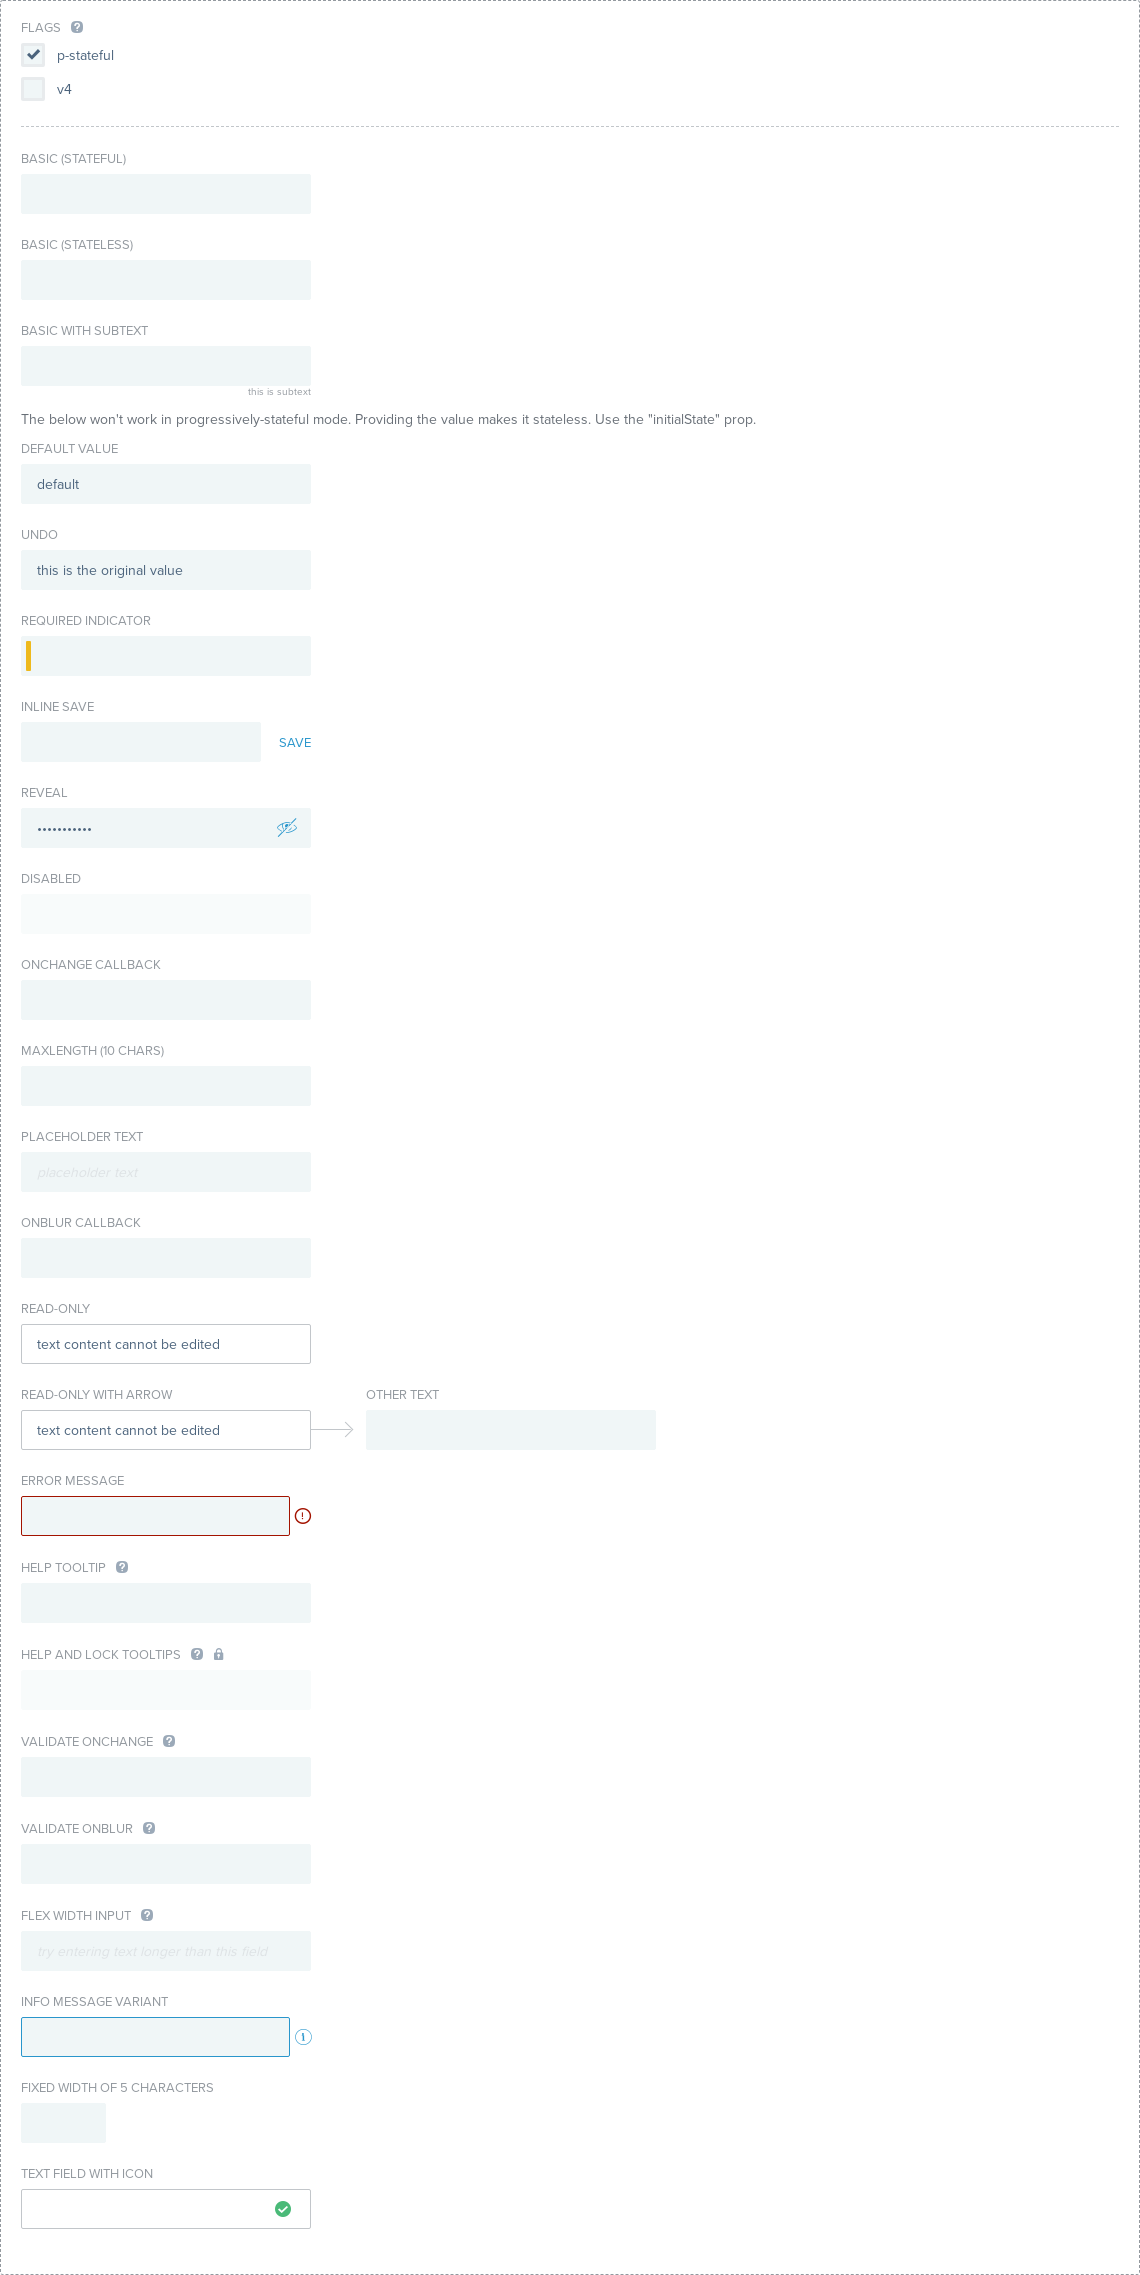 FLAGS
p-stateful
v4
BASIC (STATEFUL)
BASIC (STATELESS)
BASIC WITH SUBTEXT
this is subtext
The below won't work in progressively-stateful mode. Providing the value makes it stateless. Use the "initialState" prop.
DEFAULT VALUE
default
UNDO
this is the original value
REQUIRED INDICATOR
INLINE SAVE
SAVE
REVEAL
•••••••••••
DISABLED
ONCHANGE CALLBACK
MAXLENGTH (10 CHARS)
PLACEHOLDER TEXT
placeholder text
ONBLUR CALLBACK
READ-ONLY
text content cannot be edited
READ-ONLY WITH ARROW OTHER TEXT
text content cannot be edited
ERROR MESSAGE
HELP TOOLTIP
HELP AND LOCK TOOLTIPS
VALIDATE ONCHANGE
VALIDATE ONBLUR
FLEX WIDTH INPUT
try entering text longer than this field
INFO MESSAGE VARIANT
FIXED WIDTH OF 5 CHARACTERS
TEXT FIELD WITH ICON